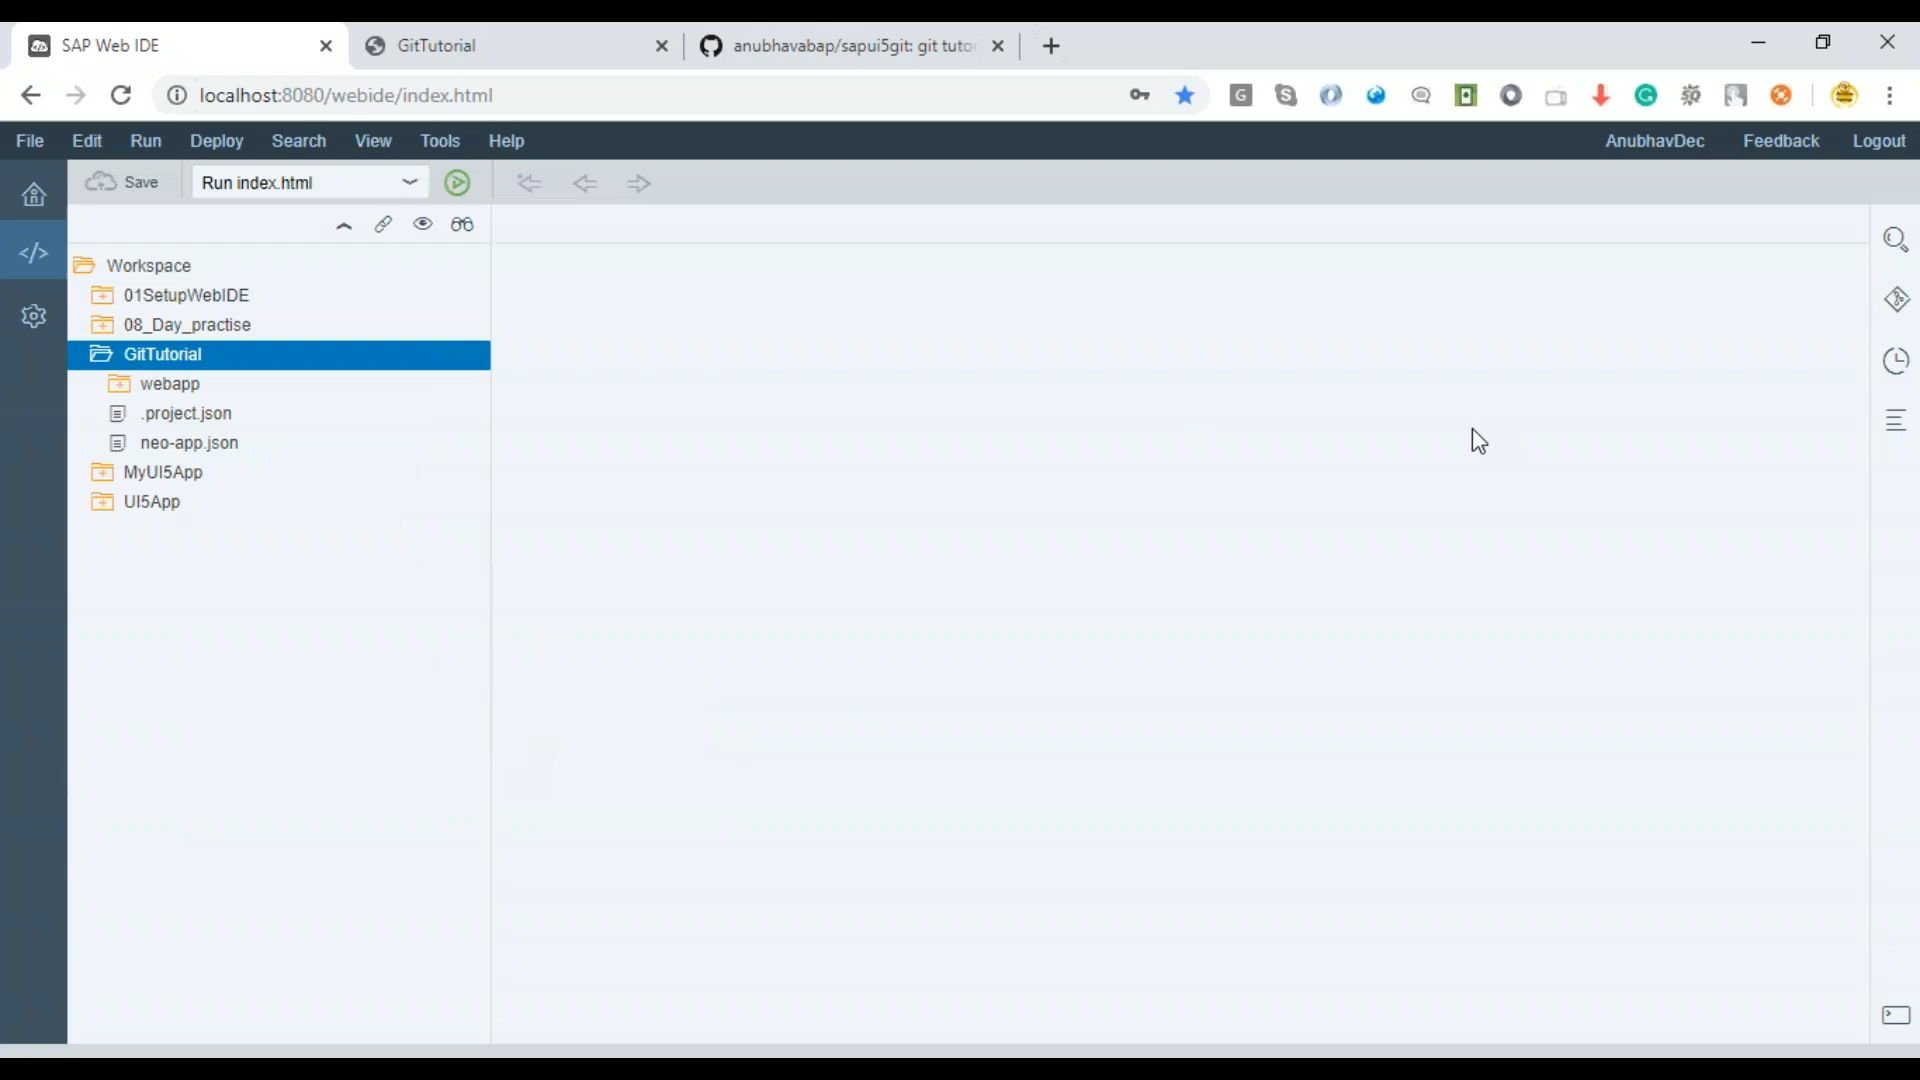 SAP Web IDE
GitTutorial
anubhavabap/sapui5git: git tuto
localhost:8080/webide/index.html
File Edit Run Deploy Search View Tools Help AnubhavDec Feedback Logout
Save Run index.html
Workspace
01SetupWebIDE
08_Day_practise
GitTutorial
webapp
.project.json
neo-app.json
MyUI5App
UI5App